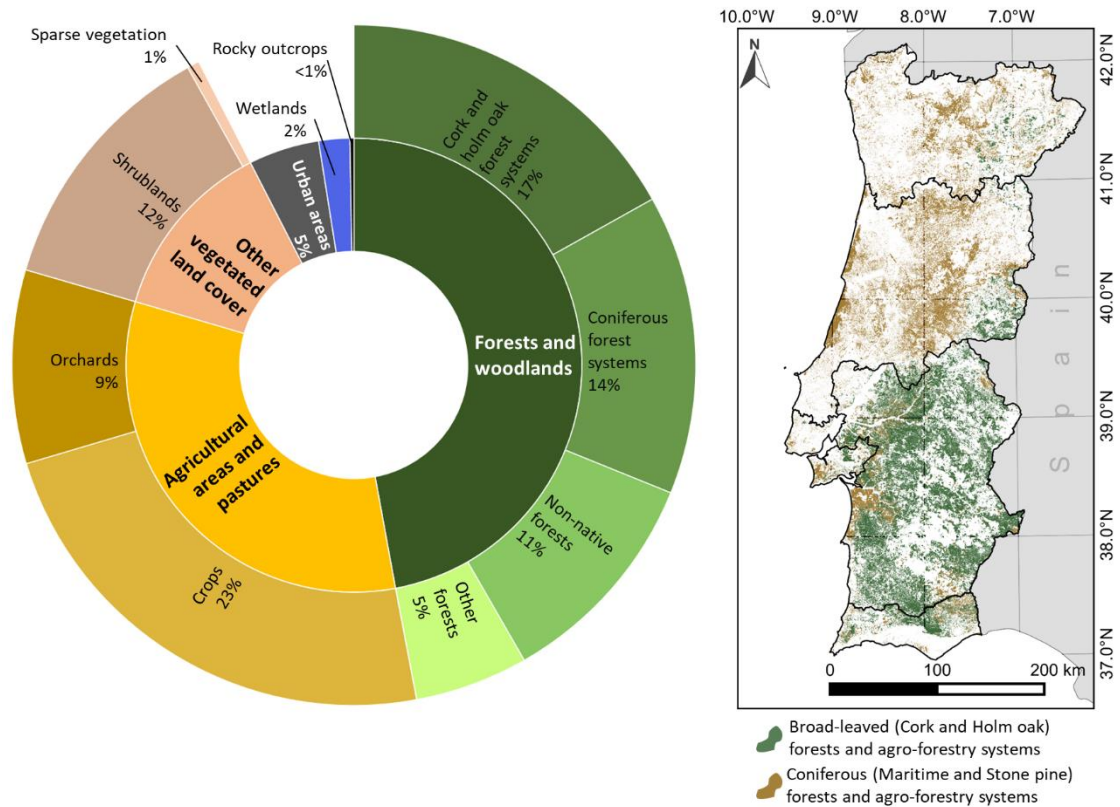 Sparse vegetation
1%
Rocky outcrops
<1%
Wetlands
2%
Urban areas
5%
Cork and
holm oak
forest
systems
17%
Shrublands
12%
Other
vegetated
land cover
Orchards
9%
Forests and
woodlands
Coniferous
forest
systems
14%
Agricultural
areas and
pastures
Non-native
forests
11%
Crops
23%
Other
forests
5%
10.0°W 9.0°W 8.0°W 7.0°W
N
42.0°N
41.0°N
40.0°N
39.0°N
38.0°N
37.0°N
Spain
0 100 200 km
Broad-leaved (Cork and Holm oak)
forests and agro-forestry systems
Coniferous (Maritime and Stone pine)
forests and agro-forestry systems